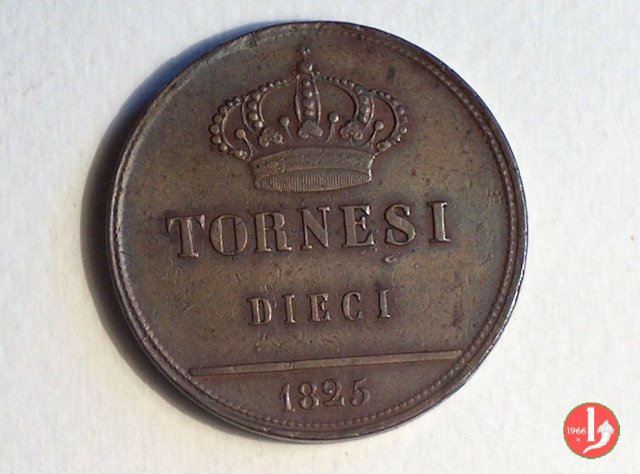 TORNESI
DIECI
1825
1966